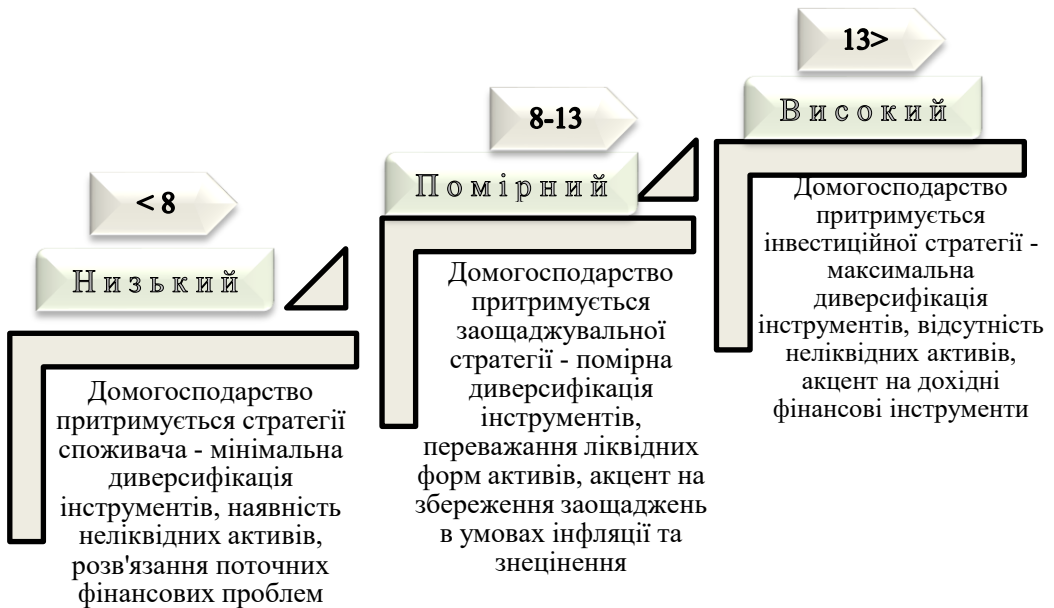 < 8
Низький
Домогосподарство
притримується стратегії
споживача - мінімальна
диверсифікація
інструментів, наявність
неліквідних активів,
розв'язання поточних
фінансових проблем
8-13
Помірний
Домогосподарство
притримується
заощаджувальної
стратегії - помірна
диверсифікація
інструментів,
переважання ліквідних
форм активів, акцент на
збереження заощаджень
в умовах інфляції та
знецінення
13>
Високий
Домогосподарство
притримується
інвестиційної стратегії -
максимальна
диверсифікація
інструментів, відсутність
неліквідних активів,
акцент на дохідні
фінансові інструменти